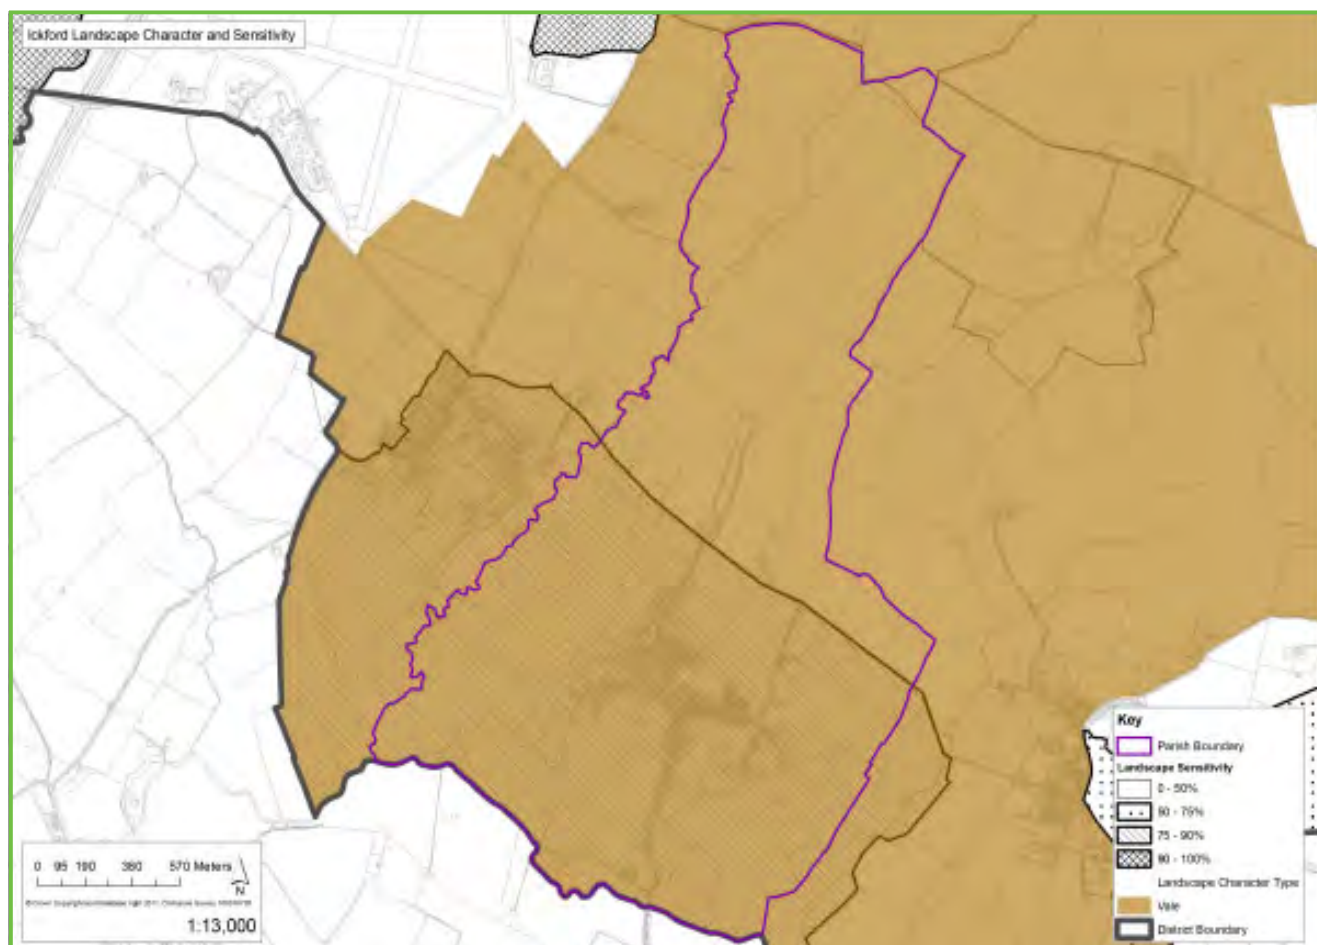 Ickford Landscape Character and Sensitivity
Key
Parish Boundary
Landscape Sensitivity
0 - 50%
50 - 75%
75 - 90%
90 - 100%
Landscape Character Type
Vale
District Boundary
0 95 190 380 570 Meters
N
1:13,000